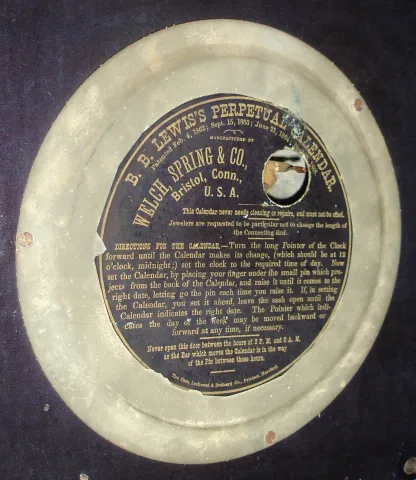 B. B. LEWIS'S PERPETUAL CALENDAR.
Patented Feb. 4, 1862; Sept. 15, 1863; June 21,
MANUFACTURED BY
WELCH SPRING & CO.,
Bristol, Conn.,
U. S. A.
This Calendar never needs cleaning or repairs, and must not be oiled.
Jewelers are requested to be particular not to change the length of
the Connecting Rod.
DIRECTIONS FOR THE CALENDAR.—Turn the long Pointer of the Clock
forward until the Calendar makes its change, (which should be at 12
o'clock, midnight;) set the clock to the required time of day. Now
set the Calendar, by placing your finger under the small pin which pro-
jects from the back of the Calendar, and raise it until it comes to the
right date, letting go the pin each time you raise it. If, in setting
the Calendar, you set it ahead, leave the sash open until the
Calendar indicates the right date. The Pointer which indi-
cates the day of the week may be moved backward or
forward at any time, if necessary.
Never open this door between the hours of 3 P. M. and 2 A. M.
as the Bar which moves the Calendar is in the way
of the Pin between those hours.
The Case, Lockwood & Brainard Co., Printers, Hartford.